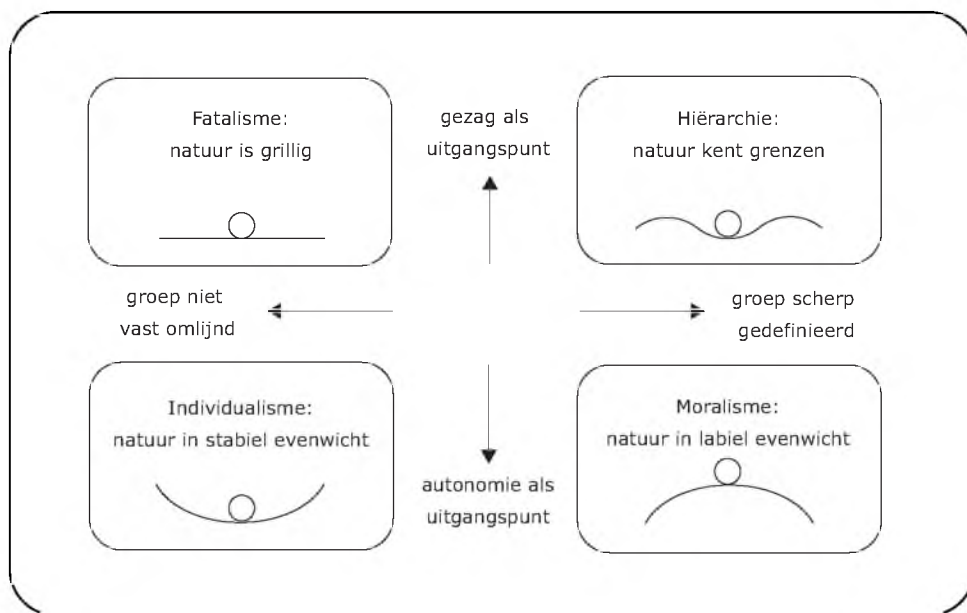 Fatalisme:
natuur is grillig
gezag als
uitgangspunt
Hiërarchie:
natuur kent grenzen
groep niet
vast omlijnd
groep scherp
gedefinieerd
Individualisme:
natuur in stabiel evenwicht
Moralisme:
natuur in labiel evenwicht
autonomie als
uitgangspunt